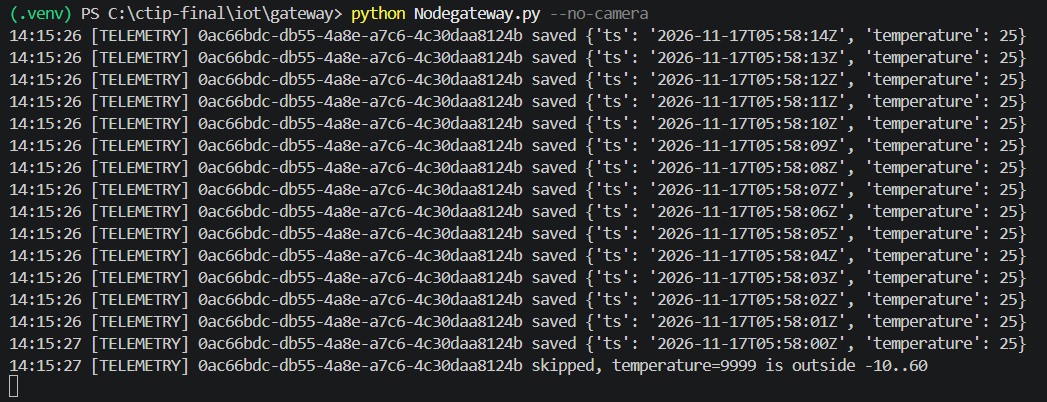 (.venv) PS C:\ctip-final\iot\gateway> python Nodegateway.py --no-camera
14:15:26 [TELEMETRY] 0ac66bdc-db55-4a8e-a7c6-4c30daa8124b saved {'ts': '2026-11-17T05:58:14Z', 'temperature': 25}
14:15:26 [TELEMETRY] 0ac66bdc-db55-4a8e-a7c6-4c30daa8124b saved {'ts': '2026-11-17T05:58:13Z', 'temperature': 25}
14:15:26 [TELEMETRY] 0ac66bdc-db55-4a8e-a7c6-4c30daa8124b saved {'ts': '2026-11-17T05:58:12Z', 'temperature': 25}
14:15:26 [TELEMETRY] 0ac66bdc-db55-4a8e-a7c6-4c30daa8124b saved {'ts': '2026-11-17T05:58:11Z', 'temperature': 25}
14:15:26 [TELEMETRY] 0ac66bdc-db55-4a8e-a7c6-4c30daa8124b saved {'ts': '2026-11-17T05:58:10Z', 'temperature': 25}
14:15:26 [TELEMETRY] 0ac66bdc-db55-4a8e-a7c6-4c30daa8124b saved {'ts': '2026-11-17T05:58:09Z', 'temperature': 25}
14:15:26 [TELEMETRY] 0ac66bdc-db55-4a8e-a7c6-4c30daa8124b saved {'ts': '2026-11-17T05:58:08Z', 'temperature': 25}
14:15:26 [TELEMETRY] 0ac66bdc-db55-4a8e-a7c6-4c30daa8124b saved {'ts': '2026-11-17T05:58:07Z', 'temperature': 25}
14:15:26 [TELEMETRY] 0ac66bdc-db55-4a8e-a7c6-4c30daa8124b saved {'ts': '2026-11-17T05:58:06Z', 'temperature': 25}
14:15:26 [TELEMETRY] 0ac66bdc-db55-4a8e-a7c6-4c30daa8124b saved {'ts': '2026-11-17T05:58:05Z', 'temperature': 25}
14:15:26 [TELEMETRY] 0ac66bdc-db55-4a8e-a7c6-4c30daa8124b saved {'ts': '2026-11-17T05:58:04Z', 'temperature': 25}
14:15:26 [TELEMETRY] 0ac66bdc-db55-4a8e-a7c6-4c30daa8124b saved {'ts': '2026-11-17T05:58:03Z', 'temperature': 25}
14:15:26 [TELEMETRY] 0ac66bdc-db55-4a8e-a7c6-4c30daa8124b saved {'ts': '2026-11-17T05:58:02Z', 'temperature': 25}
14:15:26 [TELEMETRY] 0ac66bdc-db55-4a8e-a7c6-4c30daa8124b saved {'ts': '2026-11-17T05:58:01Z', 'temperature': 25}
14:15:27 [TELEMETRY] 0ac66bdc-db55-4a8e-a7c6-4c30daa8124b saved {'ts': '2026-11-17T05:58:00Z', 'temperature': 25}
14:15:27 [TELEMETRY] 0ac66bdc-db55-4a8e-a7c6-4c30daa8124b skipped, temperature=9999 is outside -10..60